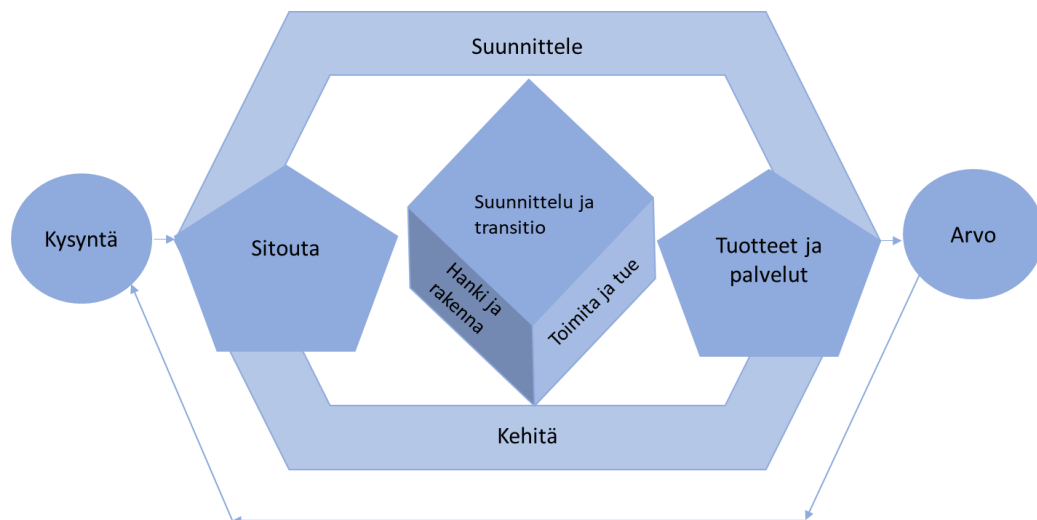 Suunnittele
Kysyntä
Sitouta
Suunnittelu ja
transitio
Hanki ja
rakenna
Toimita ja tue
Tuotteet ja
palvelut
Arvo
Kehitä